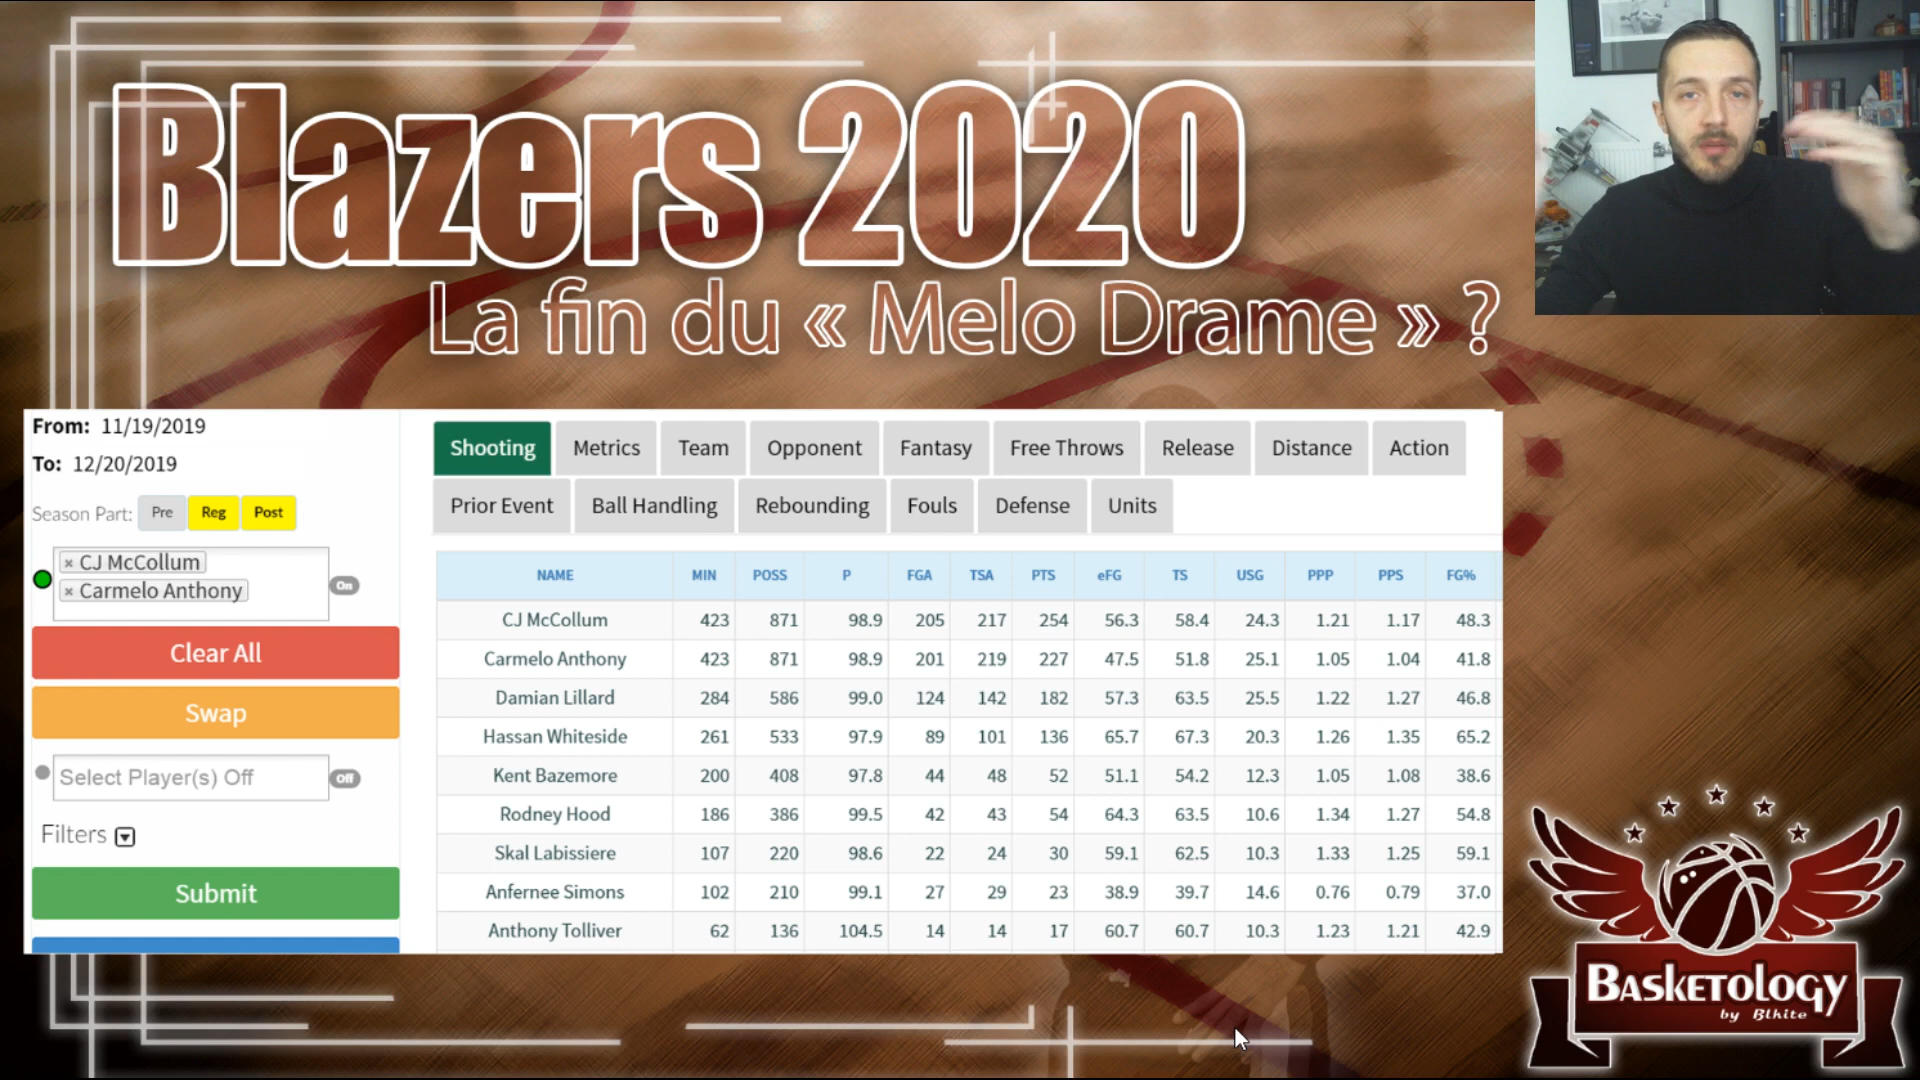 Blazers 2020
La fin du « Melo Drame » ?
From: 11/19/2019
To: 12/20/2019
Season Part: Pre Reg Post
× CJ McCollum
× Carmelo Anthony
On
Clear All
Swap
Select Player(s) Off
Off
Filters
Submit
Shooting Metrics Team Opponent Fantasy Free Throws Release Distance Action
Prior Event Ball Handling Rebounding Fouls Defense Units
NAME MIN POSS P FGA TSA PTS eFG TS USG PPP PPS FG%
CJ McCollum 423 871 98.9 205 217 254 56.3 58.4 24.3 1.21 1.17 48.3
Carmelo Anthony 423 871 98.9 201 219 227 47.5 51.8 25.1 1.05 1.04 41.8
Damian Lillard 284 586 99.0 124 142 182 57.3 63.5 25.5 1.22 1.27 46.8
Hassan Whiteside 261 533 97.9 89 101 136 65.7 67.3 20.3 1.26 1.35 65.2
Kent Bazemore 200 408 97.8 44 48 52 51.1 54.2 12.3 1.05 1.08 38.6
Rodney Hood 186 386 99.5 42 43 54 64.3 63.5 10.6 1.34 1.27 54.8
Skal Labissiere 107 220 98.6 22 24 30 59.1 62.5 10.3 1.33 1.25 59.1
Anfernee Simons 102 210 99.1 27 29 23 38.9 39.7 14.6 0.76 0.79 37.0
Anthony Tolliver 62 136 104.5 14 14 17 60.7 60.7 10.3 1.23 1.21 42.9
BASKETOLOGY
by Blhite